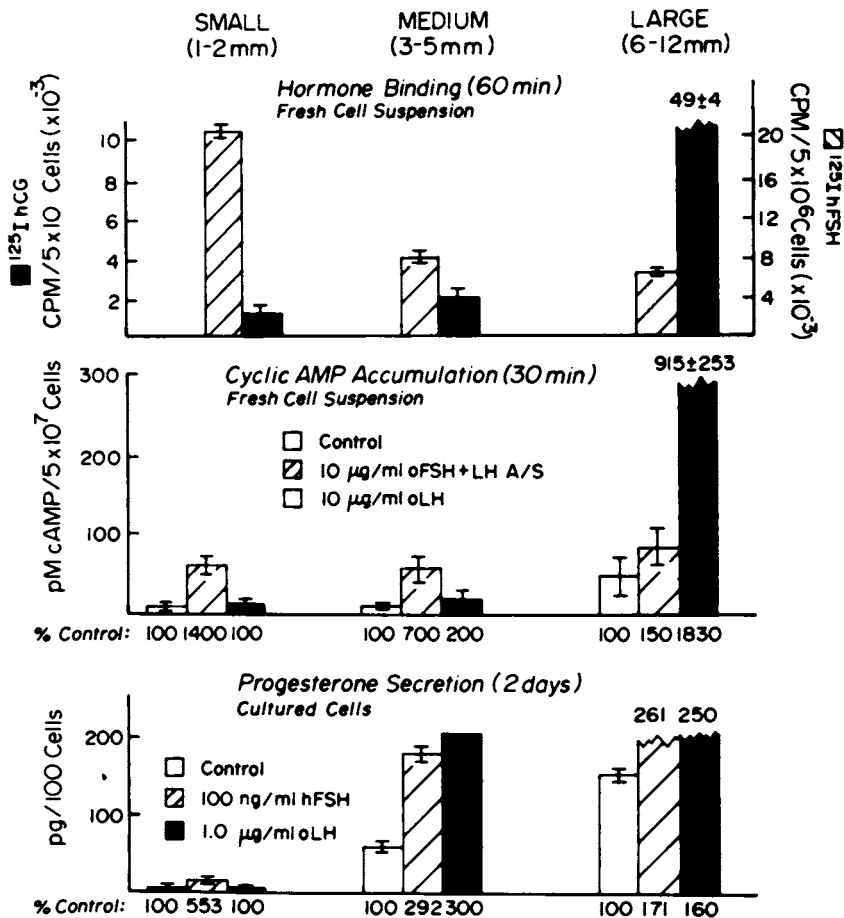 SMALL
(1-2mm)
MEDIUM
(3-5mm)
LARGE
(6-12mm)
Hormone Binding (60 min)
Fresh Cell Suspension
49±4
125I hCG
CPM/5x10 Cells (x10-3)
10
8
6
4
2
20
16
12
8
4
CPM/5x10^6 Cells (x10^-3)
125I hFSH
Cyclic AMP Accumulation (30 min)
Fresh Cell Suspension
915±253
pM cAMP/5x10^7 Cells
300
200
100
Control
10 µg/ml oFSH+LH A/S
10 µg/ml oLH
% Control: 100 1400 100 100 700 200 100 150 1830
Progesterone Secretion (2 days)
Cultured Cells
261 250
pg/100 Cells
200
100
Control
100 ng/ml hFSH
1.0 µg/ml oLH
% Control: 100 553 100 100 292 300 100 171 160